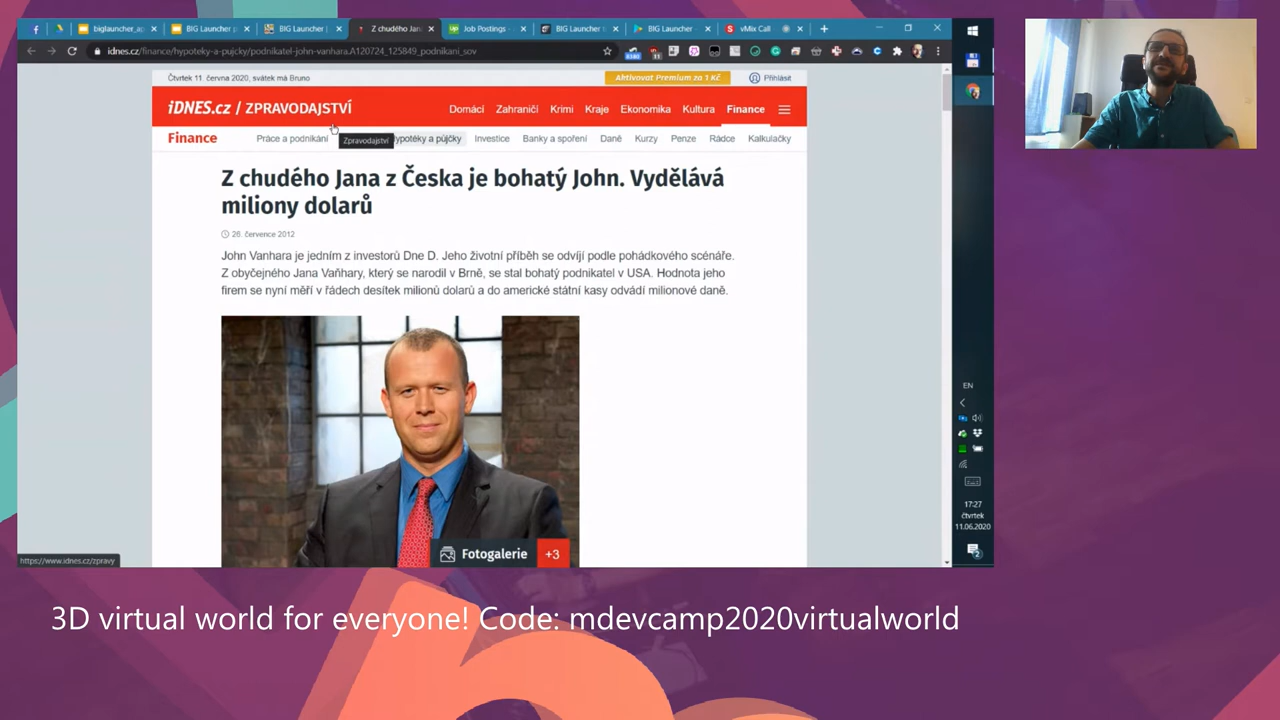 biglauncher_ap
BIG Launcher p
BIG Launcher |
Z chudého Jana
Job Postings -
BIG Launcher
BIG Launcher
vMix Call
idnes.cz/finance/hypoteky-a-pujcky/podnikatel-john-vanhara.A120724_125849_podnikani_sov
Čtvrtek 11. června 2020, svátek má Bruno
Aktivovat Premium za 1 Kč
Přihlásit
iDNES.cz / ZPRAVODAJSTVÍ
Domácí Zahraničí Krimi Kraje Ekonomika Kultura Finance
Finance
Práce a podnikání
Zpravodajství
ypotéky a půjčky Investice Banky a spoření Daně Kurzy Penze Rádce Kalkulačky
Z chudého Jana z Česka je bohatý John. Vydělává
miliony dolarů
26. července 2012
John Vanhara je jedním z investorů Dne D. Jeho životní příběh se odvíjí podle pohádkového scénáře.
Z obyčejného Jana Vaňhary, který se narodil v Brně, se stal bohatý podnikatel v USA. Hodnota jeho
firem se nyní měří v řádech desítek milionů dolarů a do americké státní kasy odvádí milionové daně.
Fotogalerie +3
https://www.idnes.cz/zpravy
EN
17:27
čtvrtek
11.06.2020
2
3D virtual world for everyone! Code: mdevcamp2020virtualworld